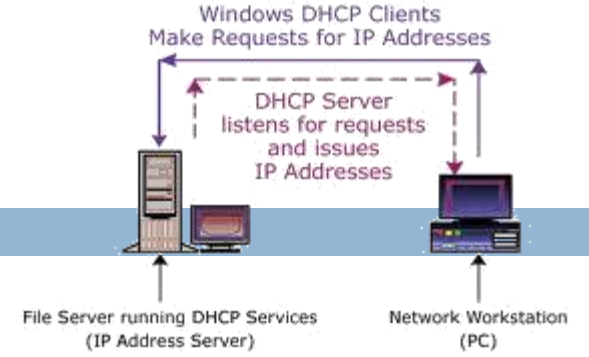 Windows DHCP Clients
Make Requests for IP Addresses
DHCP Server
listens for requests
and issues
IP Addresses
File Server running DHCP Services
(IP Address Server)
Network Workstation
(PC)